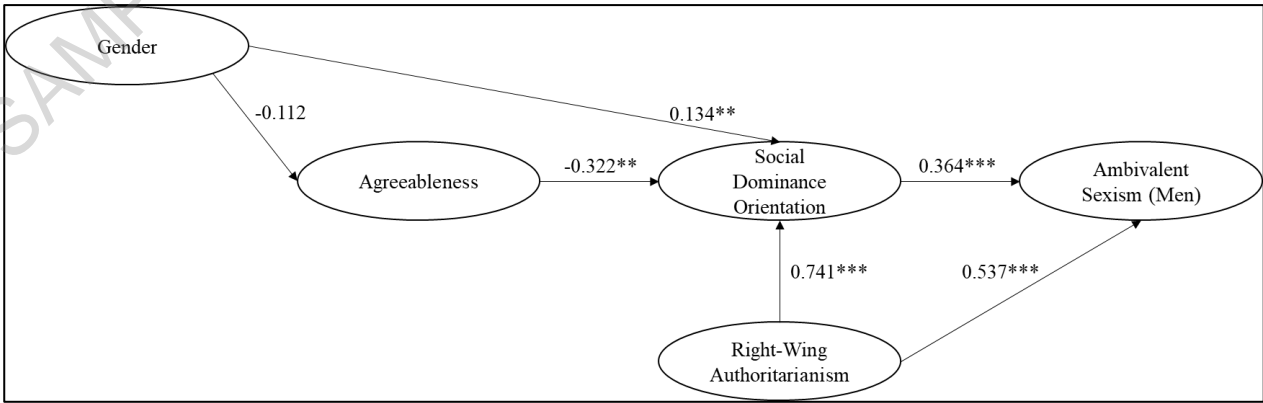 SAMP
Gender
0.134**
-0.112
Agreeableness
-0.322**
Social
Dominance
Orientation
0.364***
Ambivalent
Sexism (Men)
0.741***
0.537***
Right-Wing
Authoritarianism